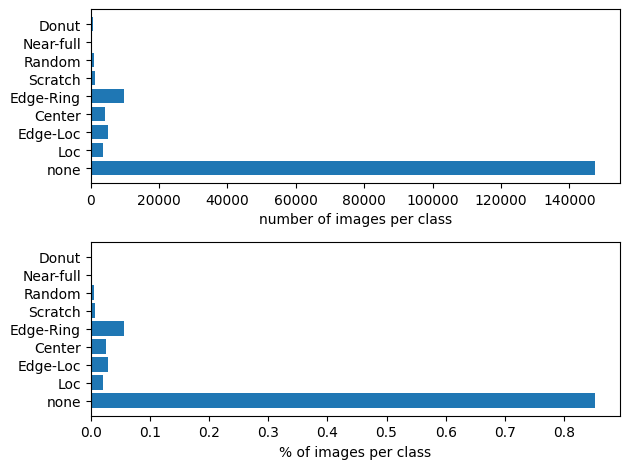 Donut
Near-full
Random
Scratch
Edge-Ring
Center
Edge-Loc
Loc
none
0 20000 40000 60000 80000 100000 120000 140000
number of images per class
Donut
Near-full
Random
Scratch
Edge-Ring
Center
Edge-Loc
Loc
none
0.0 0.1 0.2 0.3 0.4 0.5 0.6 0.7 0.8
% of images per class